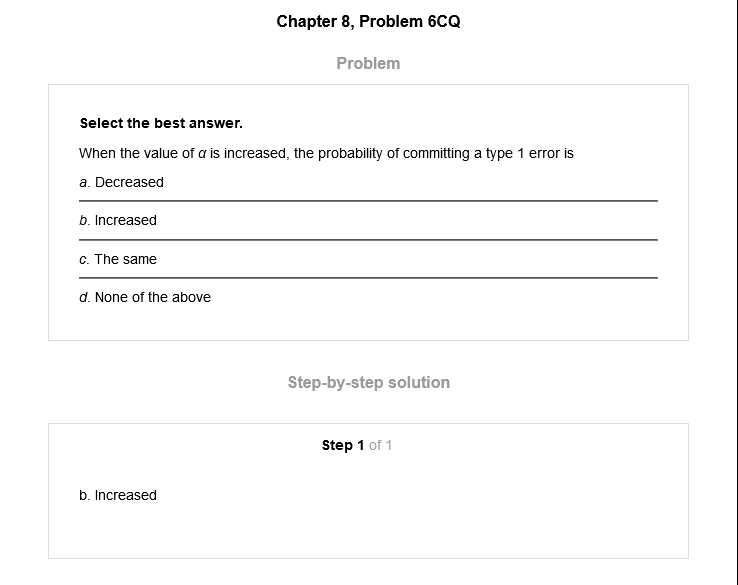 Chapter 8, Problem 6CQ
Problem
Select the best answer.
When the value of α is increased, the probability of committing a type 1 error is
a. Decreased
b. Increased
c. The same
d. None of the above
Step-by-step solution
Step 1 of 1
b. Increased